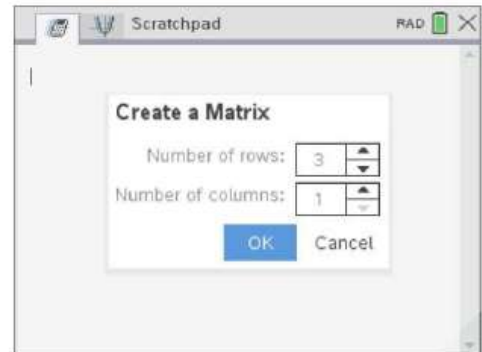 Scratchpad RAD
Create a Matrix
Number of rows: 3
Number of columns: 1
OK Cancel